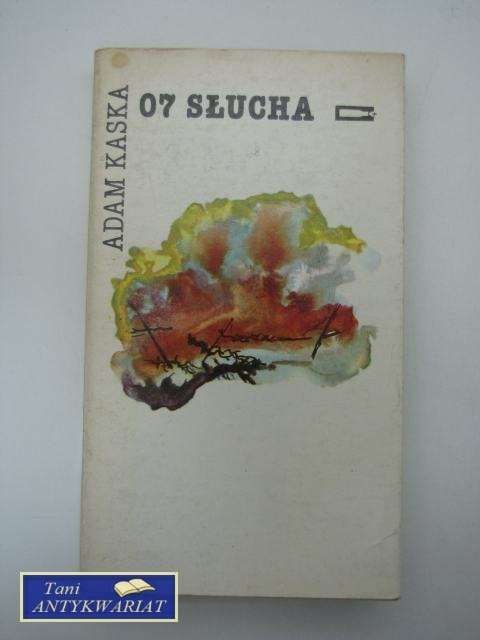 ADAM KASKA
07 SŁUCHA
Tani
ANTYKWARIAT